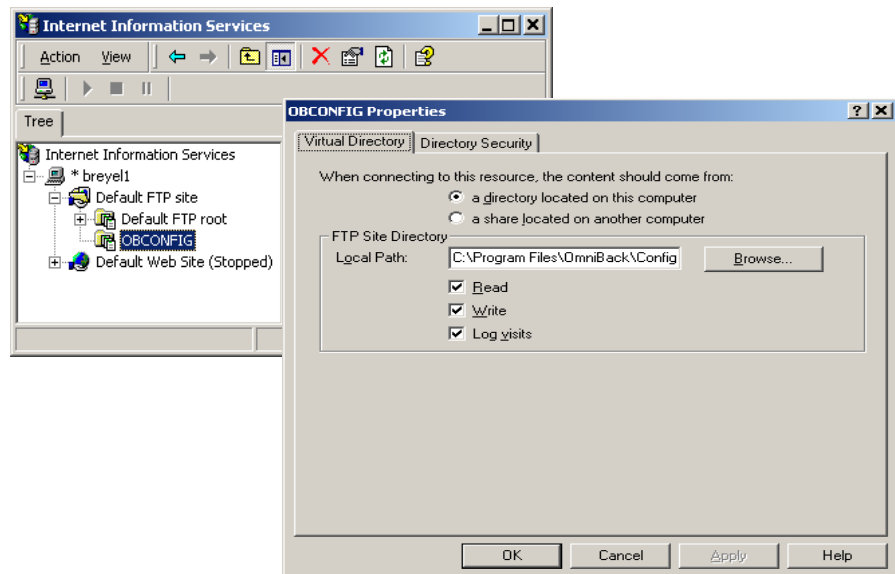 Internet Information Services
Action View
Tree
Internet Information Services
* breyel1
Default FTP site
Default FTP root
OBCONFIG
Default Web Site (Stopped)
OBCONFIG Properties
Virtual Directory Directory Security
When connecting to this resource, the content should come from:
a directory located on this computer
a share located on another computer
FTP Site Directory
Local Path: C:\Program Files\OmniBack\Config Browse...
Read
Write
Log visits
OK Cancel Apply Help